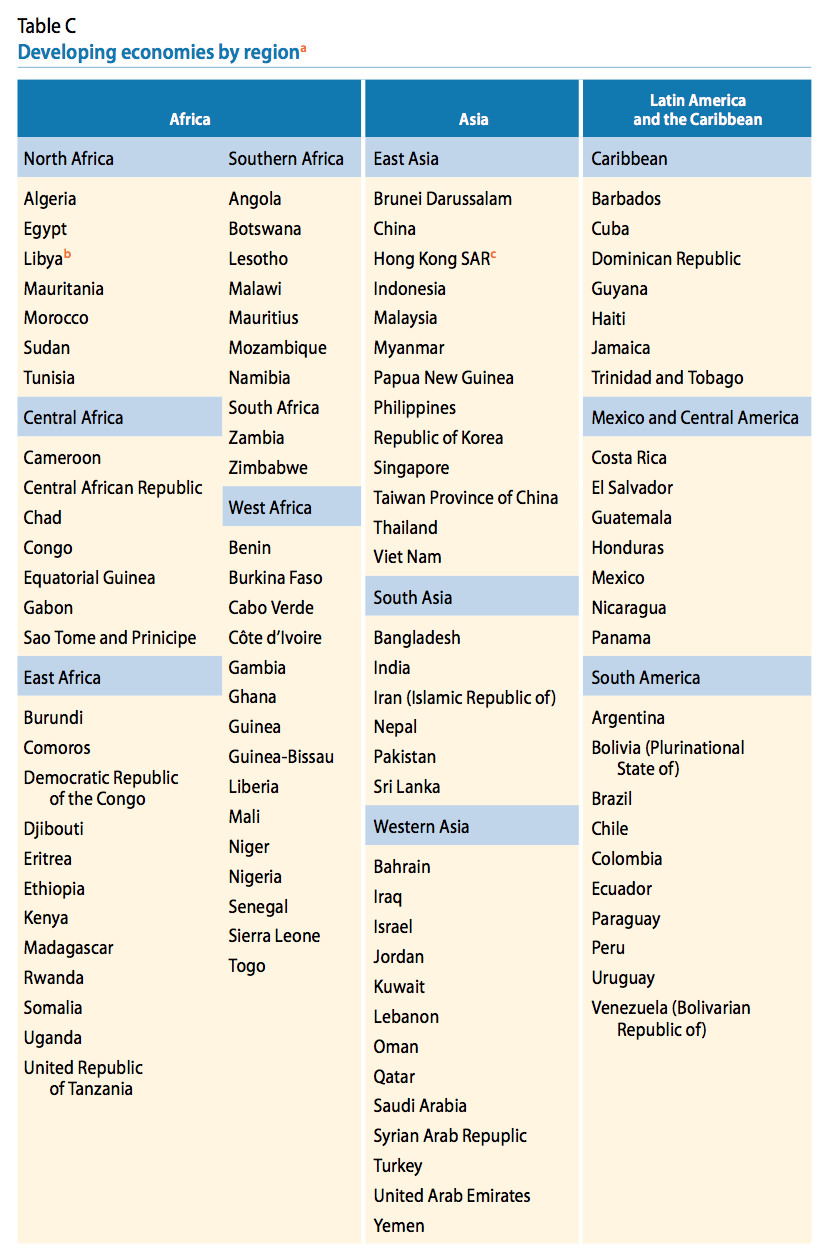 Table C
Developing economies by regiona
Africa
North Africa
Algeria
Egypt
Libyab
Mauritania
Morocco
Sudan
Tunisia
Central Africa
Cameroon
Central African Republic
Chad
Congo
Equatorial Guinea
Gabon
Sao Tome and Prinicipe
East Africa
Burundi
Comoros
Democratic Republic
of the Congo
Djibouti
Eritrea
Ethiopia
Kenya
Madagascar
Rwanda
Somalia
Uganda
United Republic
of Tanzania
Southern Africa
Angola
Botswana
Lesotho
Malawi
Mauritius
Mozambique
Namibia
South Africa
Zambia
Zimbabwe
West Africa
Benin
Burkina Faso
Cabo Verde
Côte d’Ivoire
Gambia
Ghana
Guinea
Guinea-Bissau
Liberia
Mali
Niger
Nigeria
Senegal
Sierra Leone
Togo
Asia
East Asia
Brunei Darussalam
China
Hong Kong SARc
Indonesia
Malaysia
Myanmar
Papua New Guinea
Philippines
Republic of Korea
Singapore
Taiwan Province of China
Thailand
Viet Nam
South Asia
Bangladesh
India
Iran (Islamic Republic of)
Nepal
Pakistan
Sri Lanka
Western Asia
Bahrain
Iraq
Israel
Jordan
Kuwait
Lebanon
Oman
Qatar
Saudi Arabia
Syrian Arab Repuplic
Turkey
United Arab Emirates
Yemen
Latin America
and the Caribbean
Caribbean
Barbados
Cuba
Dominican Republic
Guyana
Haiti
Jamaica
Trinidad and Tobago
Mexico and Central America
Costa Rica
El Salvador
Guatemala
Honduras
Mexico
Nicaragua
Panama
South America
Argentina
Bolivia (Plurinational
State of)
Brazil
Chile
Colombia
Ecuador
Paraguay
Peru
Uruguay
Venezuela (Bolivarian
Republic of)